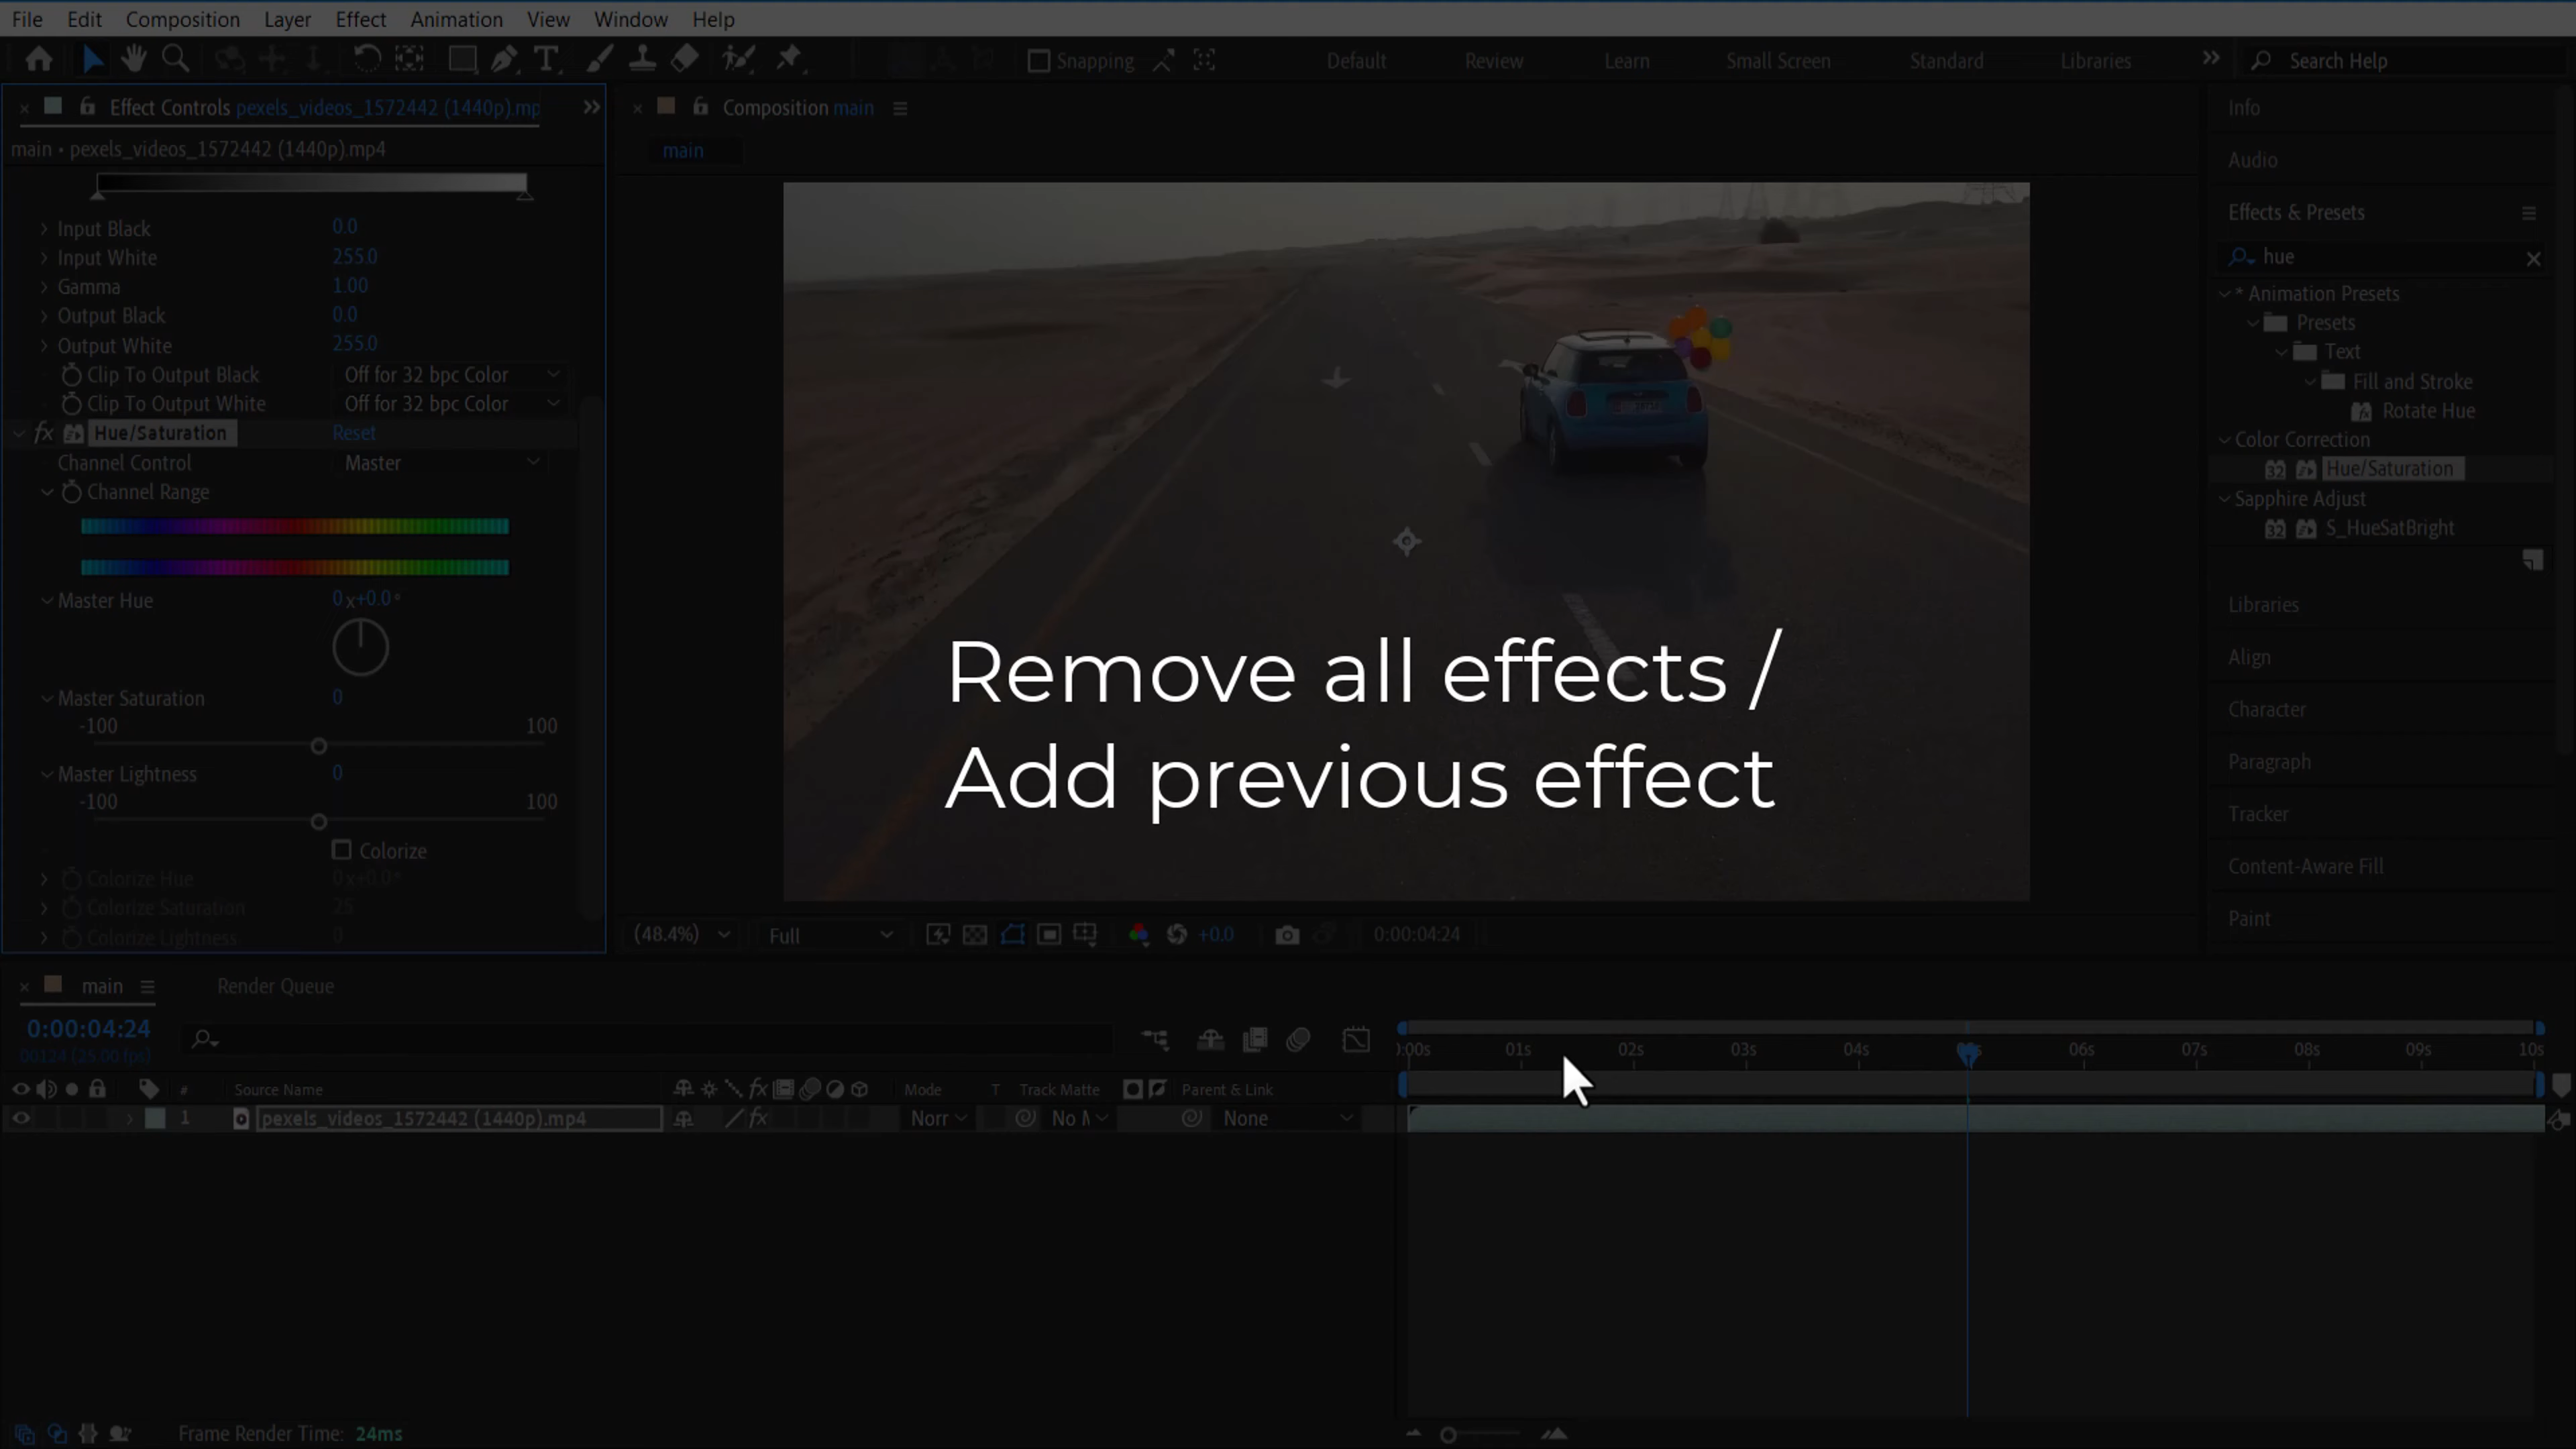 File Edit Composition Layer Effect Animation View Window Help
Snapping Default Review Learn Small Screen Standard Libraries Search Help
Effect Controls pexels_videos_1572442 (1440p).mp
Composition main
main • pexels_videos_1572442 (1440p).mp4
main
Input Black 0.0
Input White 255.0
Gamma 1.00
Output Black 0.0
Output White 255.0
Clip To Output Black Off for 32 bpc Color
Clip To Output White Off for 32 bpc Color
fx Hue/Saturation Reset
Channel Control Master
Channel Range
Master Hue 0x+0.0°
Master Saturation 0
-100 100
Master Lightness 0
-100 100
Colorize
Colorize Hue 0x+0.0°
Colorize Saturation 25
Colorize Lightness 0
Remove all effects /
Add previous effect
(48.4%) Full +0.0 0:00:04:24
Info
Audio
Effects & Presets
hue
* Animation Presets
Presets
Text
Fill and Stroke
Rotate Hue
Color Correction
32 Hue/Saturation
Sapphire Adjust
32 S_HueSatBright
Libraries
Align
Character
Paragraph
Tracker
Content-Aware Fill
Paint
main Render Queue
0:00:04:24
00124 (25.00 fps)
:00s 01s 02s 03s 04s 06s 07s 08s 09s 10s
# Source Name fx Mode T Track Matte Parent & Link
1 pexels_videos_1572442 (1440p).mp4 fx Norr No M None
Frame Render Time: 24ms